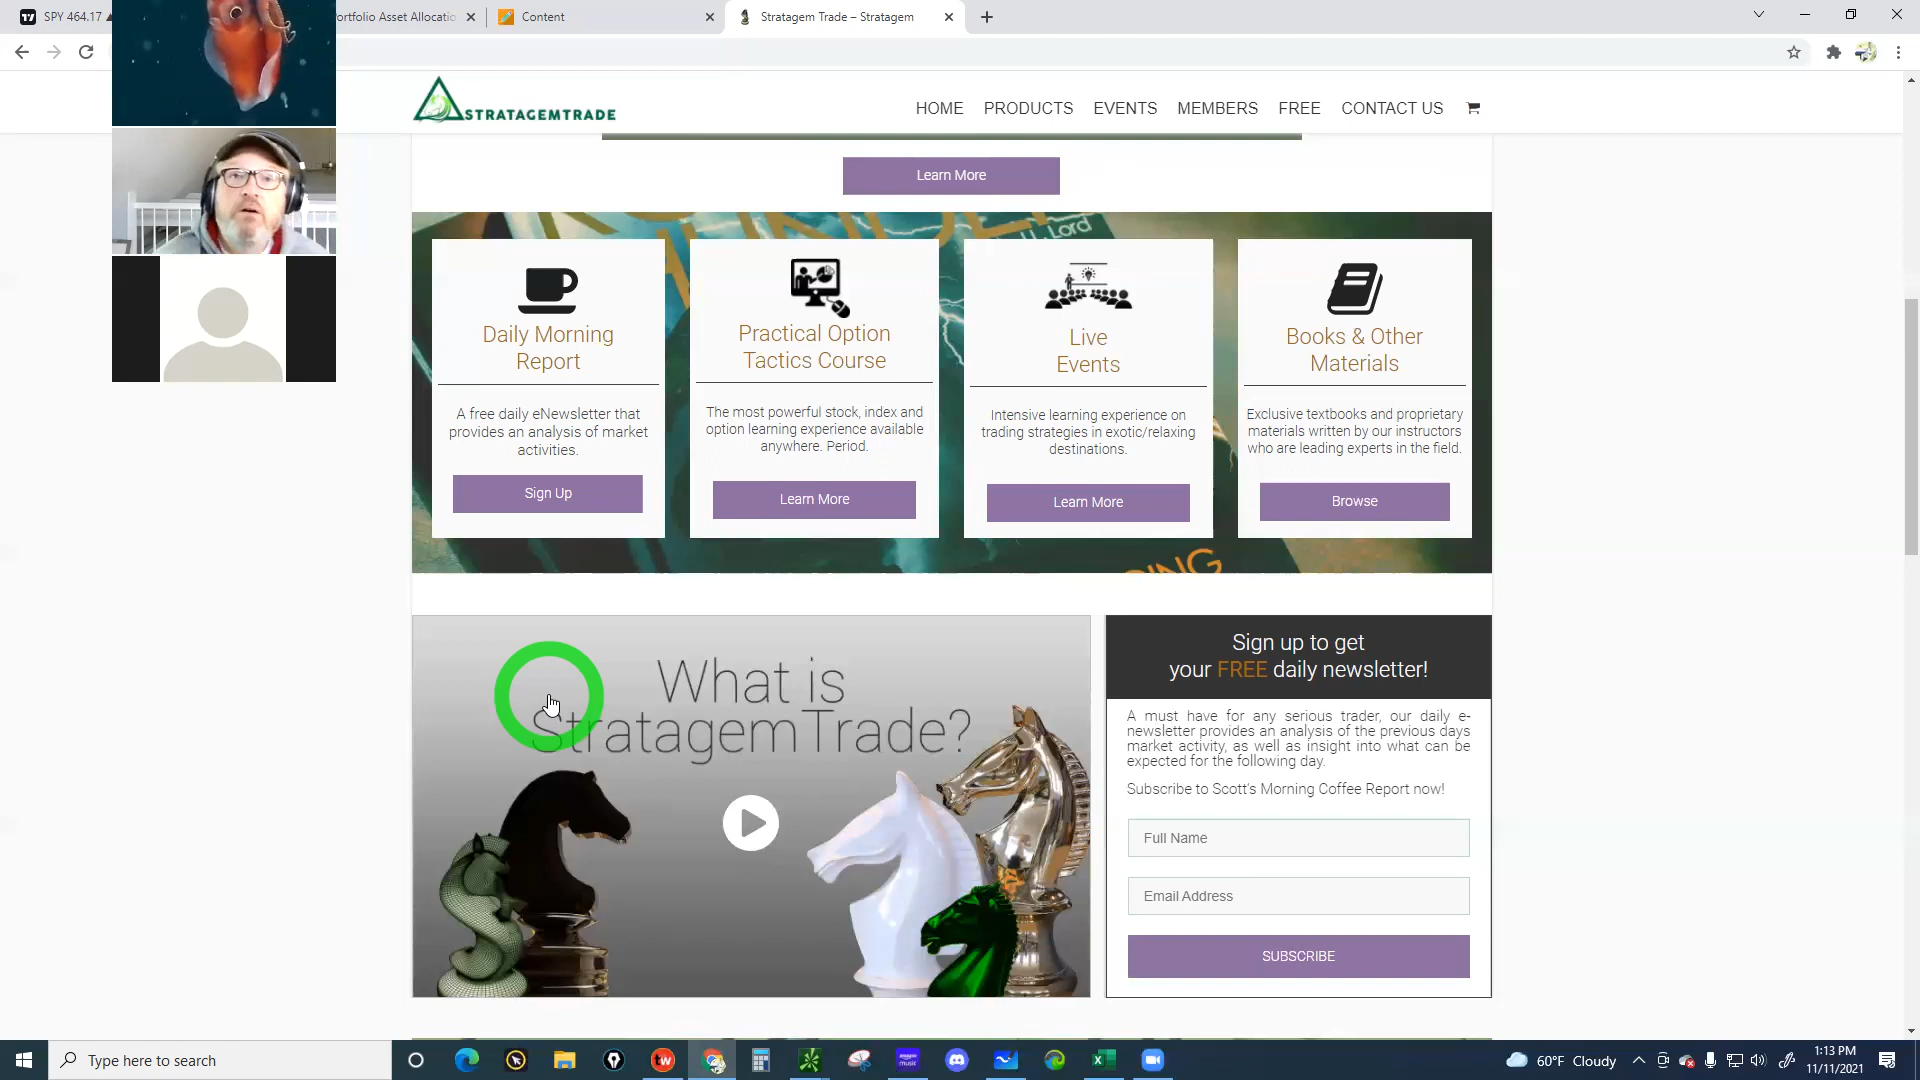 SPY 464.17
ortfolio Asset Allocatio
Content
Stratagem Trade – Stratagem
STRATAGEMTRADE
HOME
PRODUCTS
EVENTS
MEMBERS
FREE
CONTACT US
Learn More
Lord
Daily Morning
Report
A free daily eNewsletter that
provides an analysis of market
activities.
Sign Up
Practical Option
Tactics Course
The most powerful stock, index and
option learning experience available
anywhere. Period.
Learn More
Live
Events
Intensive learning experience on
trading strategies in exotic/relaxing
destinations.
Learn More
Books & Other
Materials
Exclusive textbooks and proprietary
materials written by our instructors
who are leading experts in the field.
Browse
What is
StratagemTrade?
Sign up to get
your FREE daily newsletter!
A must have for any serious trader, our daily e-
newsletter provides an analysis of the previous days
market activity, as well as insight into what can be
expected for the following day.
Subscribe to Scott's Morning Coffee Report now!
Full Name
Email Address
SUBSCRIBE
Type here to search
60°F Cloudy
1:13 PM
11/11/2021